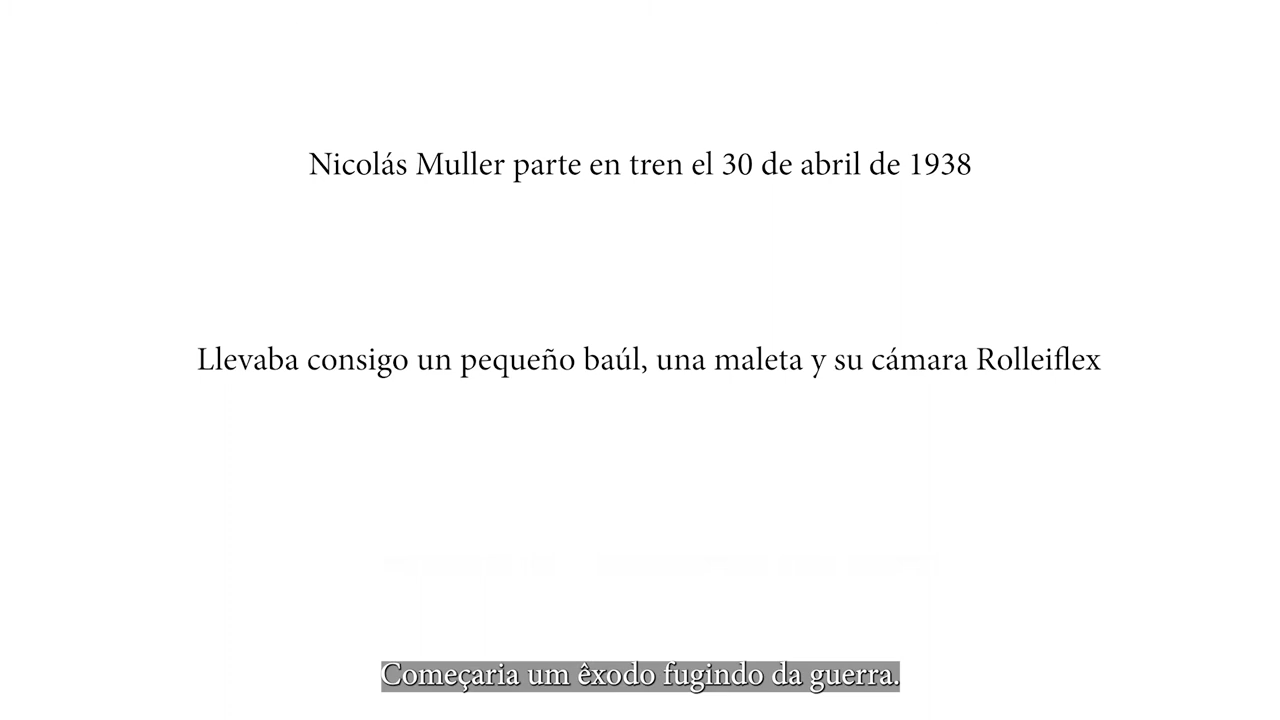 Nicolás Muller parte en tren el 30 de abril de 1938
Llevaba consigo un pequeño baúl, una maleta y su cámara Rolleiflex
Começaria um êxodo fugindo da guerra.